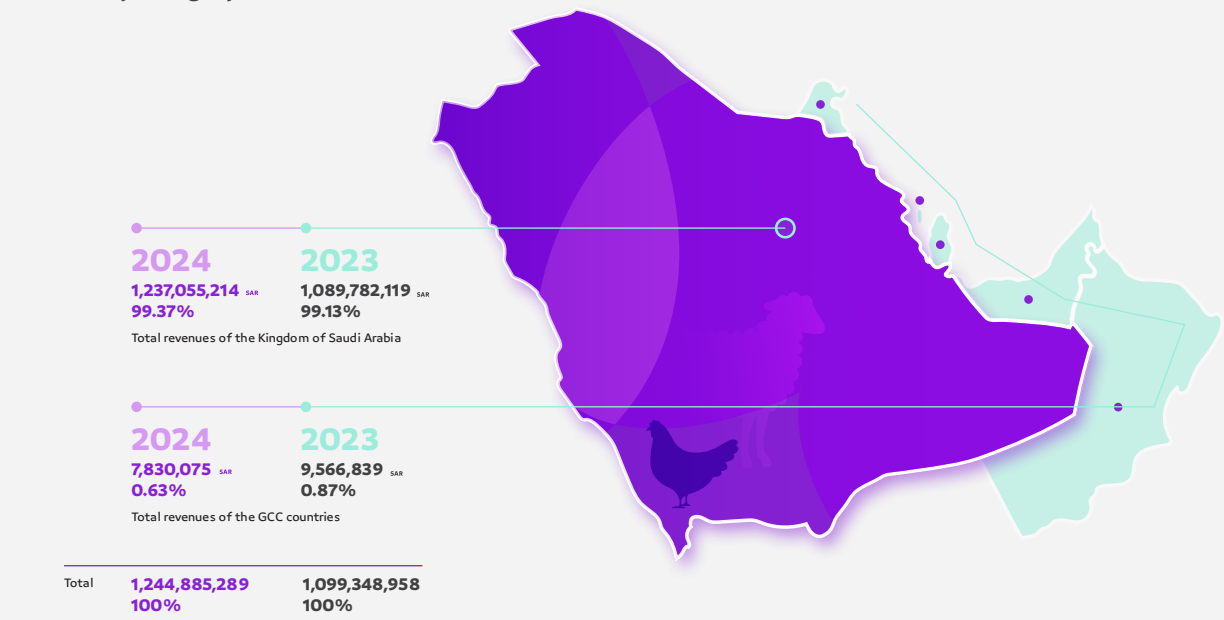 2024 2023
1,237,055,214 SAR 1,089,782,119 SAR
99.37% 99.13%
Total revenues of the Kingdom of Saudi Arabia
2024 2023
7,830,075 SAR 9,566,839 SAR
0.63% 0.87%
Total revenues of the GCC countries
Total 1,244,885,289 1,099,348,958
100% 100%